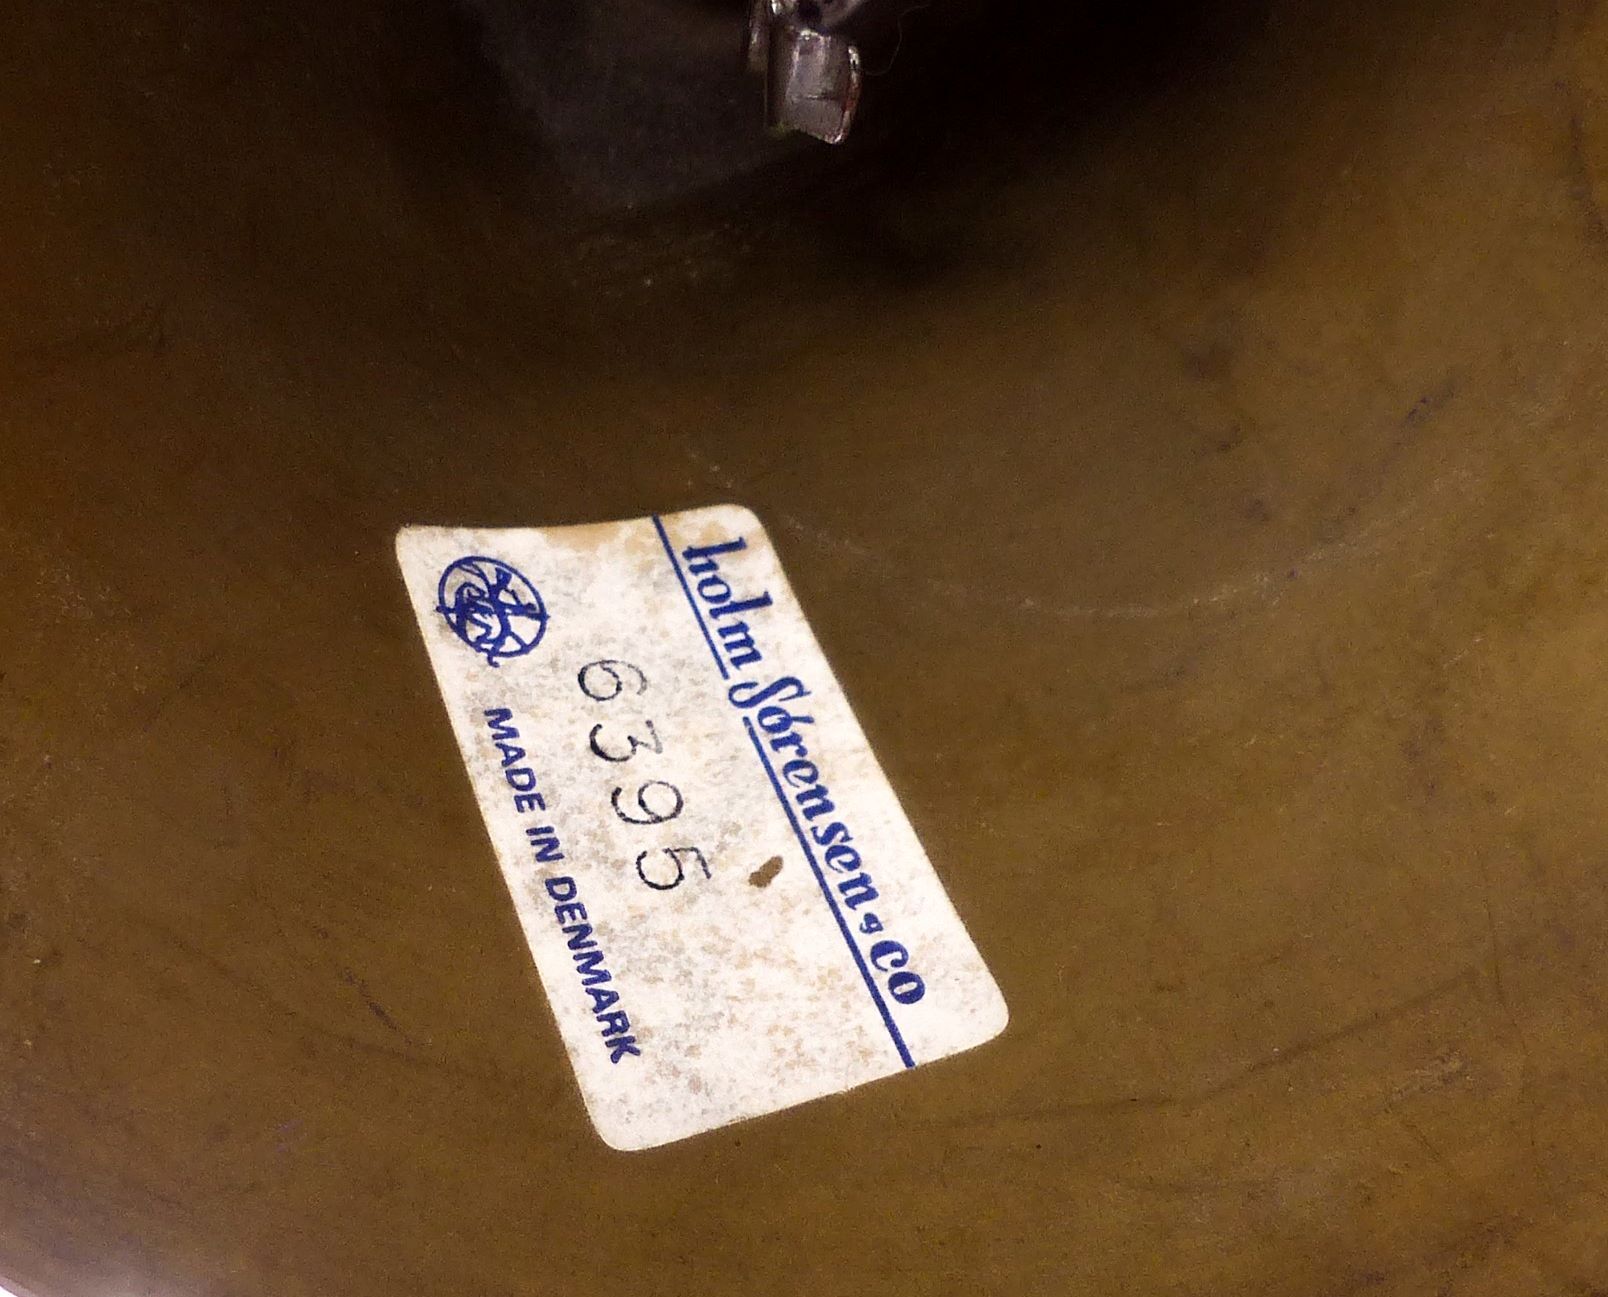 holm Sørensen & co
6395
MADE IN DENMARK